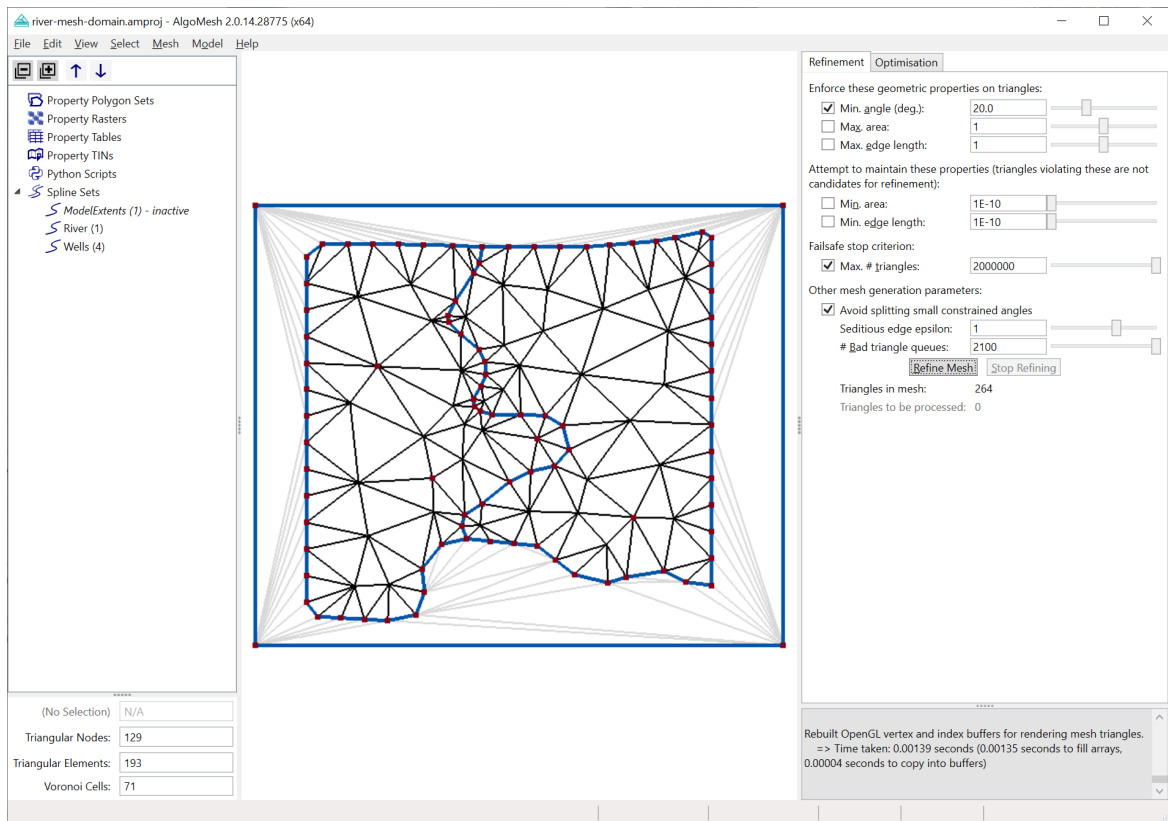 river-mesh-domain.amproj - AlgoMesh 2.0.14.28775 (x64)
File Edit View Select Mesh Model Help
Property Polygon Sets
Property Rasters
Property Tables
Property TINs
Python Scripts
Spline Sets
ModelExtents (1) - inactive
River (1)
Wells (4)
(No Selection) N/A
Triangular Nodes: 129
Triangular Elements: 193
Voronoi Cells: 71
Refinement Optimisation
Enforce these geometric properties on triangles:
Min. angle (deg.): 20.0
Max. area: 1
Max. edge length: 1
Attempt to maintain these properties (triangles violating these are not
candidates for refinement):
Min. area: 1E-10
Min. edge length: 1E-10
Failsafe stop criterion:
Max. # triangles: 2000000
Other mesh generation parameters:
Avoid splitting small constrained angles
Seditious edge epsilon: 1
# Bad triangle queues: 2100
Refine Mesh Stop Refining
Triangles in mesh: 264
Triangles to be processed: 0
Rebuilt OpenGL vertex and index buffers for rendering mesh triangles.
=> Time taken: 0.00139 seconds (0.00135 seconds to fill arrays,
0.00004 seconds to copy into buffers)